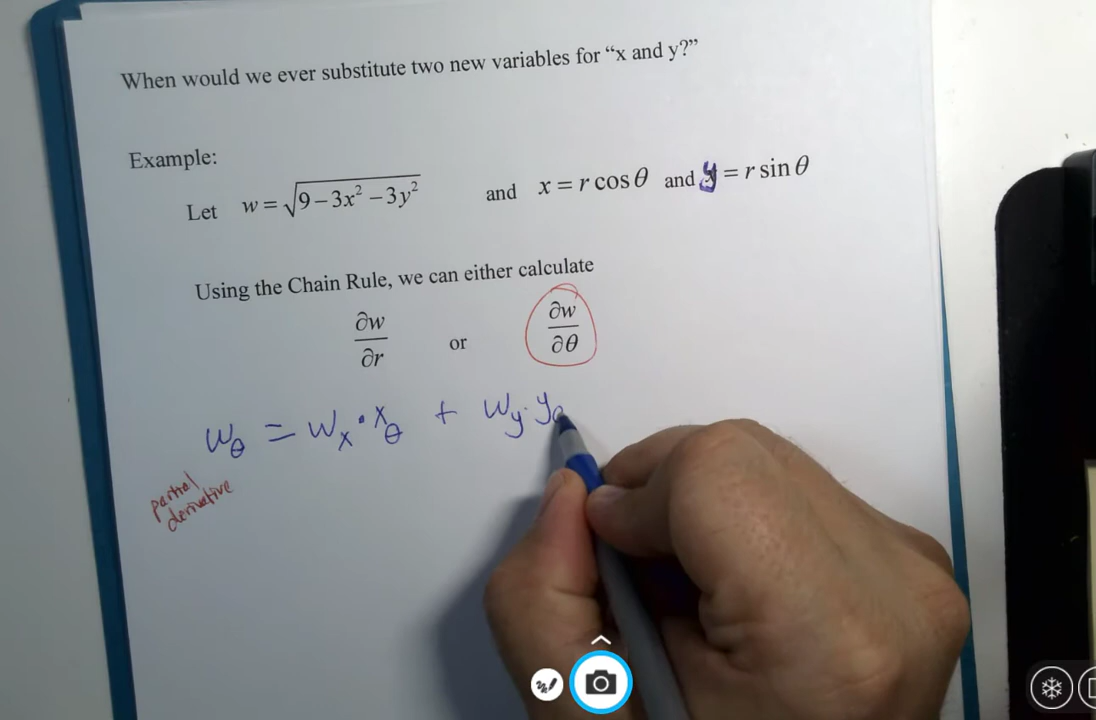 When would we ever substitute two new variables for “x and y?”
Example:
Let w = √(9 − 3x² − 3y²) and x = r cos θ and y = r sin θ
Using the Chain Rule, we can either calculate
∂w/∂r or ∂w/∂θ
w_θ = w_x · x_θ + w_y · y_θ
partial
derivative